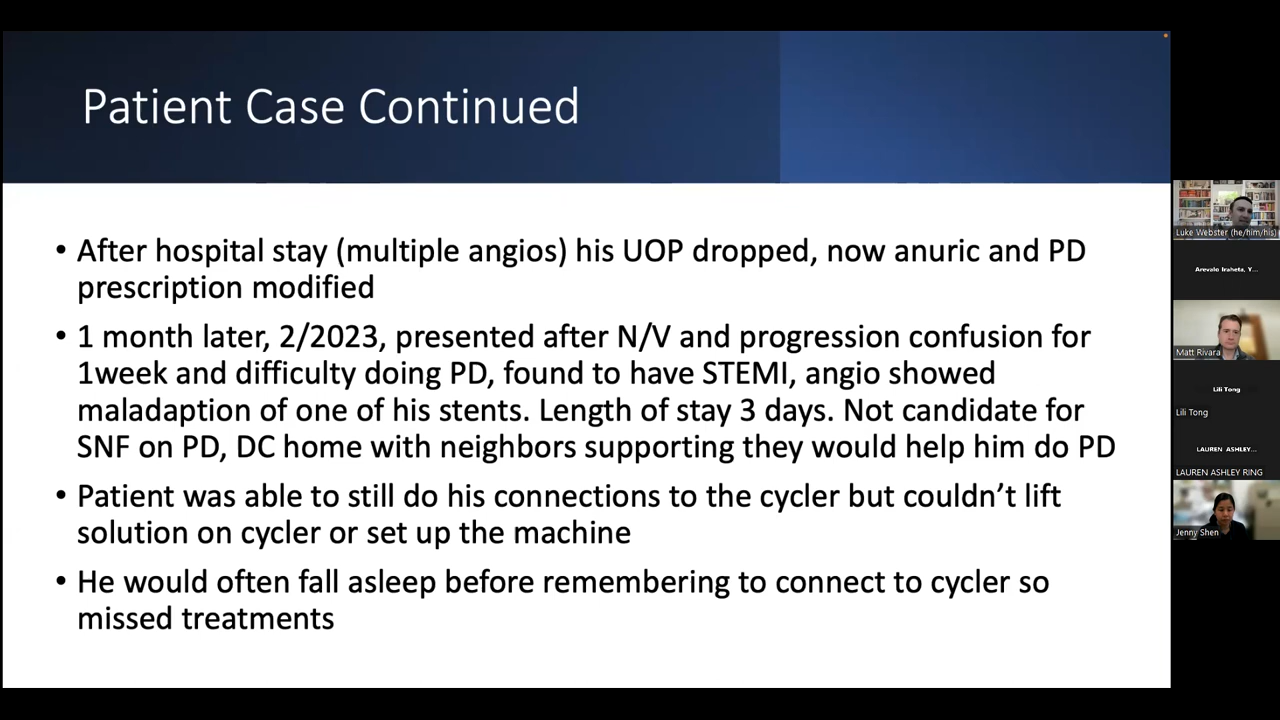 Patient Case Continued
• After hospital stay (multiple angios) his UOP dropped, now anuric and PD
prescription modified
• 1 month later, 2/2023, presented after N/V and progression confusion for
1week and difficulty doing PD, found to have STEMI, angio showed
maladaption of one of his stents. Length of stay 3 days. Not candidate for
SNF on PD, DC home with neighbors supporting they would help him do PD
• Patient was able to still do his connections to the cycler but couldn’t lift
solution on cycler or set up the machine
• He would often fall asleep before remembering to connect to cycler so
missed treatments
Luke Webster (he/him/his)
Arevalo Iraheta, Y...
Matt Rivara
Lili Tong
Lili Tong
LAUREN ASHLEY...
LAUREN ASHLEY RING
Jenny Shen